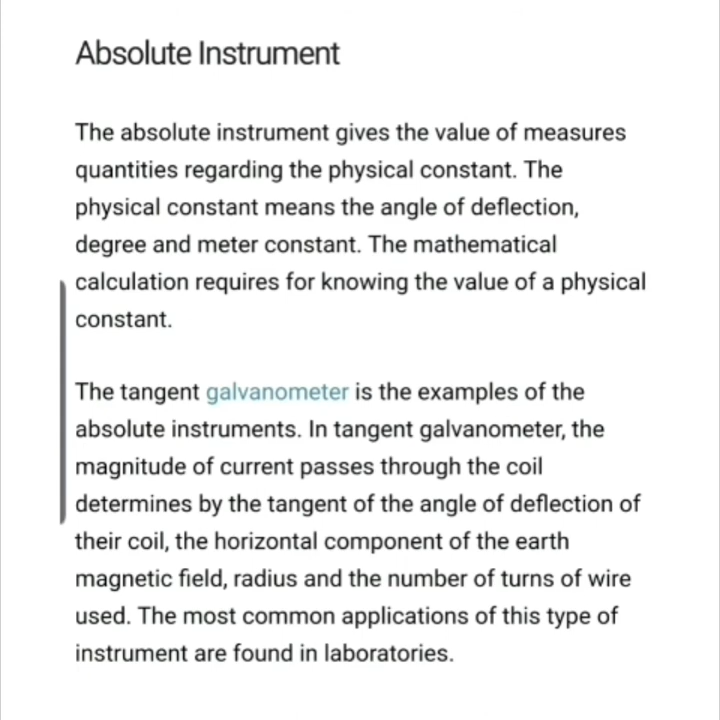 Absolute Instrument
The absolute instrument gives the value of measures
quantities regarding the physical constant. The
physical constant means the angle of deflection,
degree and meter constant. The mathematical
calculation requires for knowing the value of a physical
constant.
The tangent galvanometer is the examples of the
absolute instruments. In tangent galvanometer, the
magnitude of current passes through the coil
determines by the tangent of the angle of deflection of
their coil, the horizontal component of the earth
magnetic field, radius and the number of turns of wire
used. The most common applications of this type of
instrument are found in laboratories.